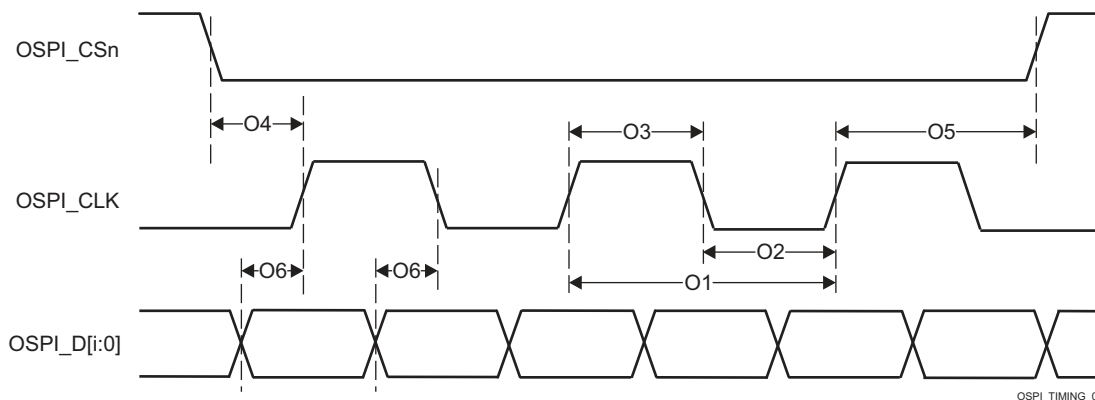 OSPI_CSn
O4
O3
O5
OSPI_CLK
O2
O6
O6
O1
OSPI_D[i:0]